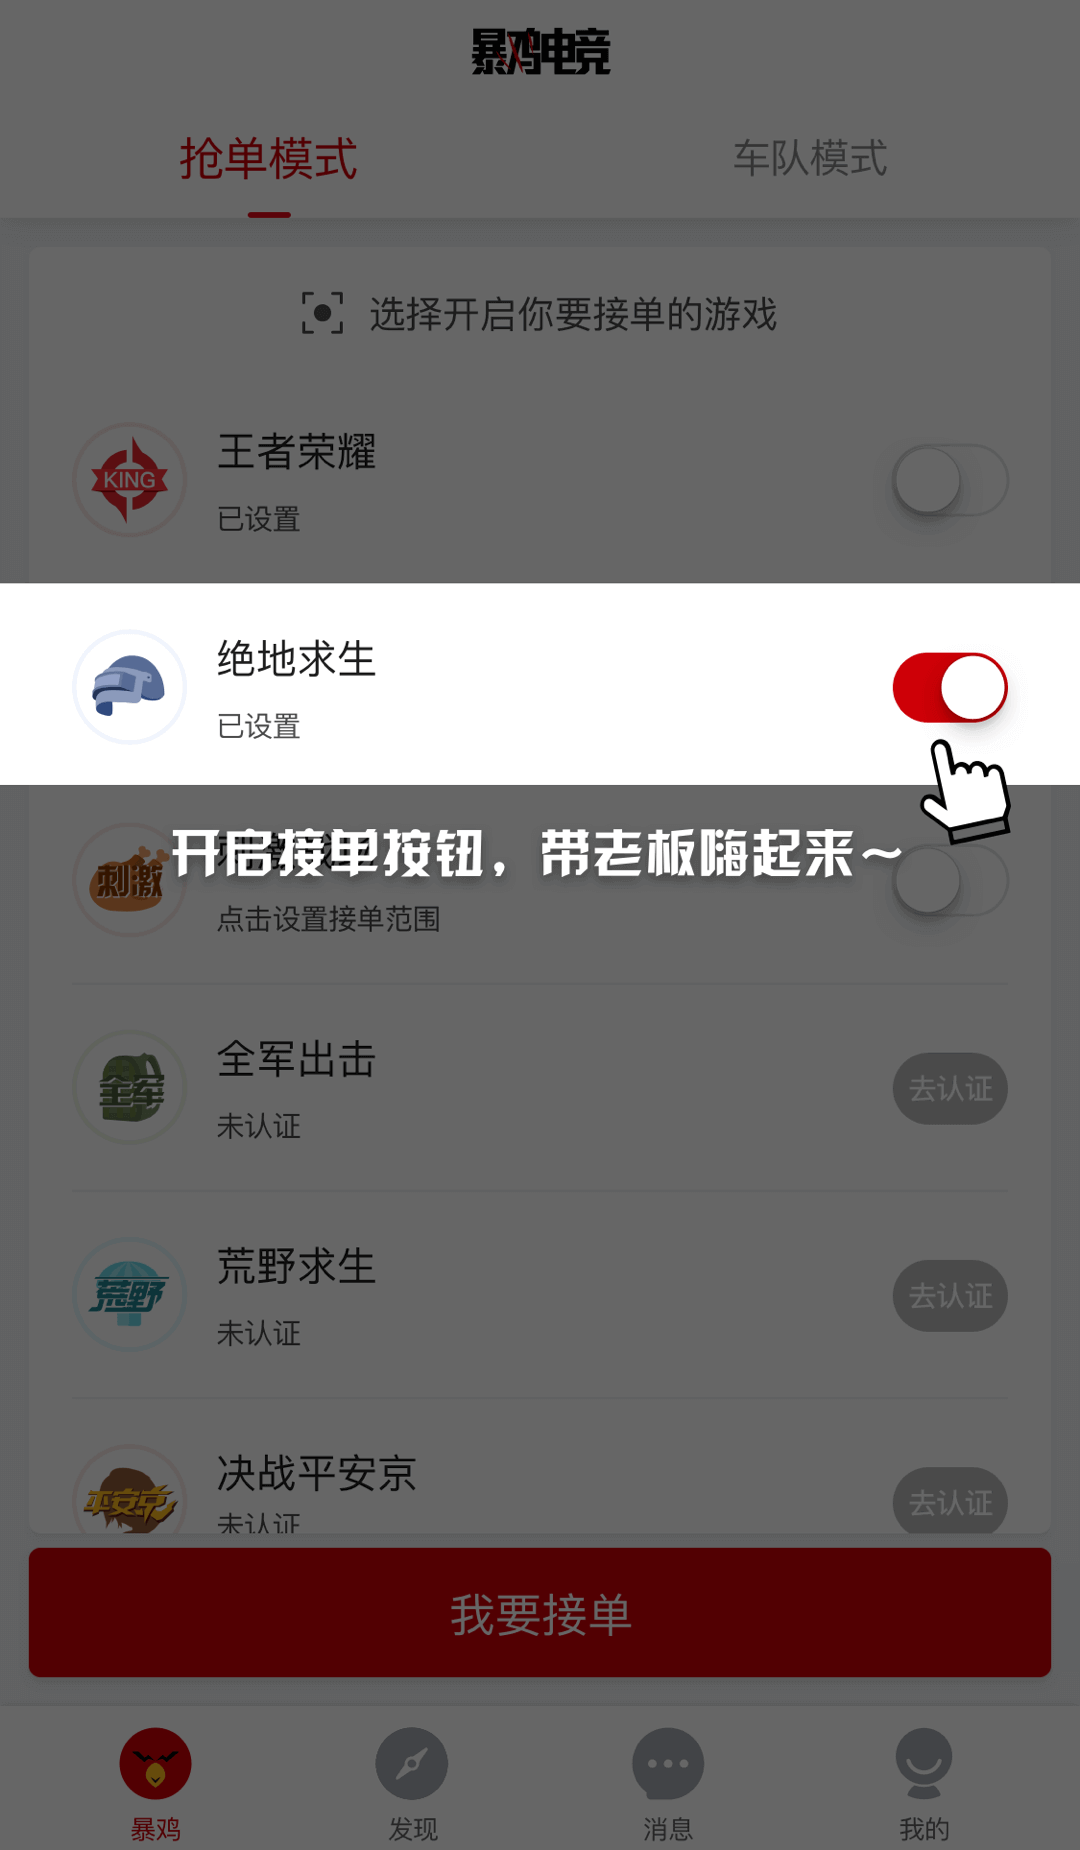 暴鸡电竞
抢单模式
车队模式
选择开启你要接单的游戏
KING
王者荣耀
已设置
绝地求生
已设置
开启接单按钮，带老板嗨起来～
刺激
点击设置接单范围
全军
全军出击
未认证
去认证
荒野
荒野求生
未认证
去认证
平安京
决战平安京
未认证
去认证
我要接单
暴鸡
发现
消息
我的